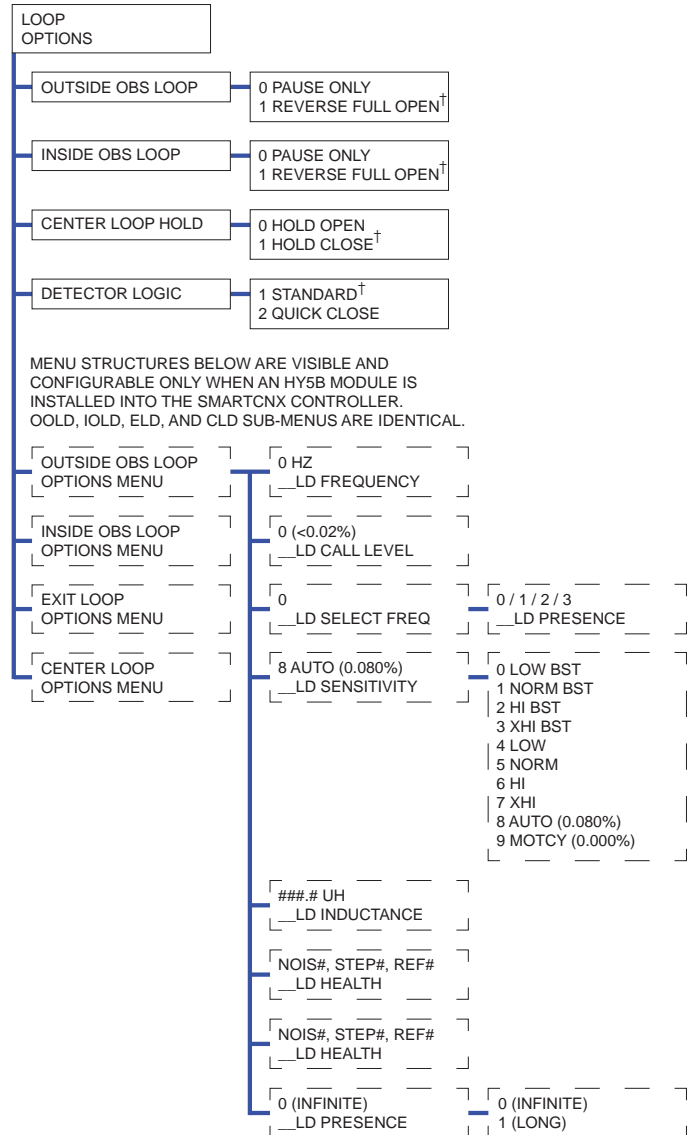 LOOP
OPTIONS
OUTSIDE OBS LOOP
0 PAUSE ONLY
1 REVERSE FULL OPEN†
INSIDE OBS LOOP
0 PAUSE ONLY
1 REVERSE FULL OPEN†
CENTER LOOP HOLD
0 HOLD OPEN
1 HOLD CLOSE†
DETECTOR LOGIC
1 STANDARD†
2 QUICK CLOSE
MENU STRUCTURES BELOW ARE VISIBLE AND
CONFIGURABLE ONLY WHEN AN HY5B MODULE IS
INSTALLED INTO THE SMARTCNX CONTROLLER.
OOLD, IOLD, ELD, AND CLD SUB-MENUS ARE IDENTICAL.
OUTSIDE OBS LOOP
OPTIONS MENU
0 HZ
__LD FREQUENCY
INSIDE OBS LOOP
OPTIONS MENU
0 (<0.02%)
__LD CALL LEVEL
EXIT LOOP
OPTIONS MENU
0
__LD SELECT FREQ
0 / 1 / 2 / 3
__LD PRESENCE
CENTER LOOP
OPTIONS MENU
8 AUTO (0.080%)
__LD SENSITIVITY
0 LOW BST
1 NORM BST
2 HI BST
3 XHI BST
4 LOW
5 NORM
6 HI
7 XHI
8 AUTO (0.080%)
9 MOTCY (0.000%)
###.# UH
__LD INDUCTANCE
NOIS#, STEP#, REF#
__LD HEALTH
NOIS#, STEP#, REF#
__LD HEALTH
0 (INFINITE)
__LD PRESENCE
0 (INFINITE)
1 (LONG)